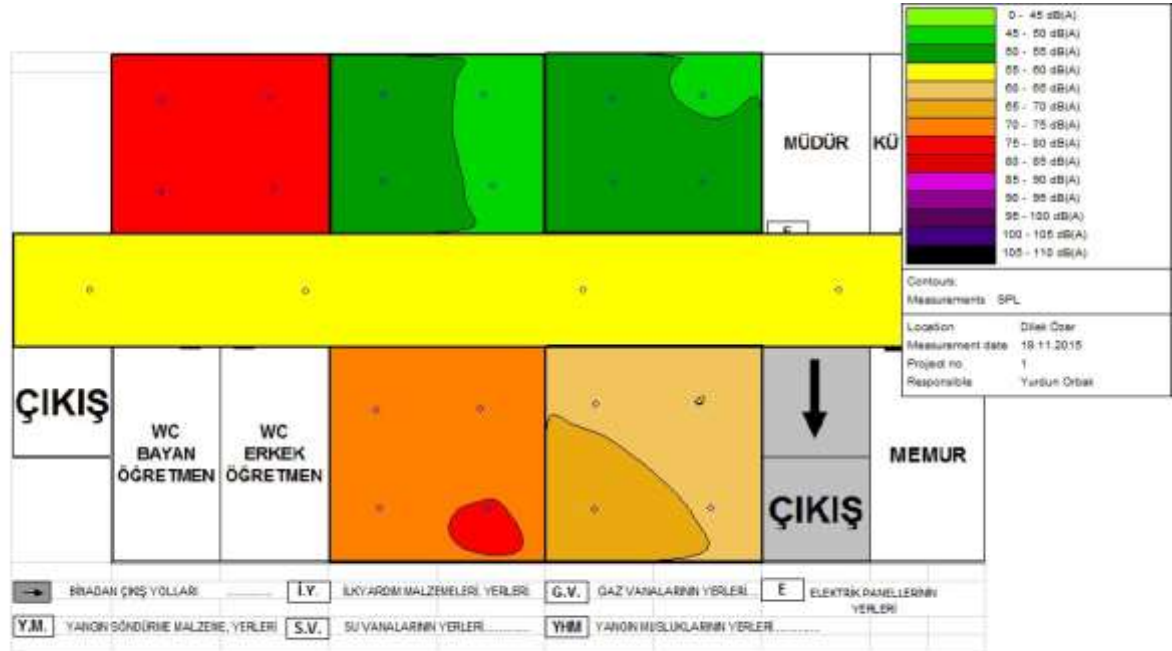 0 - 45 dB(A)
45 - 50 dB(A)
50 - 55 dB(A)
55 - 60 dB(A)
60 - 65 dB(A)
65 - 70 dB(A)
70 - 75 dB(A)
75 - 80 dB(A)
80 - 85 dB(A)
85 - 90 dB(A)
90 - 95 dB(A)
95 - 100 dB(A)
100 - 105 dB(A)
105 - 110 dB(A)
Contours:
Measurements SPL
Location Dilek Özer
Measurement date 18.11.2015
Project no 1
Responsible Yurdun Orbak
MÜDÜR
KÜ
ÇIKIŞ
WC
BAYAN
ÖĞRETMEN
WC
ERKEK
ÖĞRETMEN
ÇIKIŞ
MEMUR
BİNADAN ÇIKIŞ YOLLARI
İ.Y. İLKYARDIM MALZEMELERİ, YERLERİ
G.V. GAZ VANALARININ YERLERİ
E ELEKTRİK PANELLERİNİN
YERLERİ
Y.M. YANGIN SÖNDÜRME MALZEME, YERLERİ
S.V. SU VANALARININ YERLERİ
YHM YANGIN MUSLUKLARININ YERLERİ